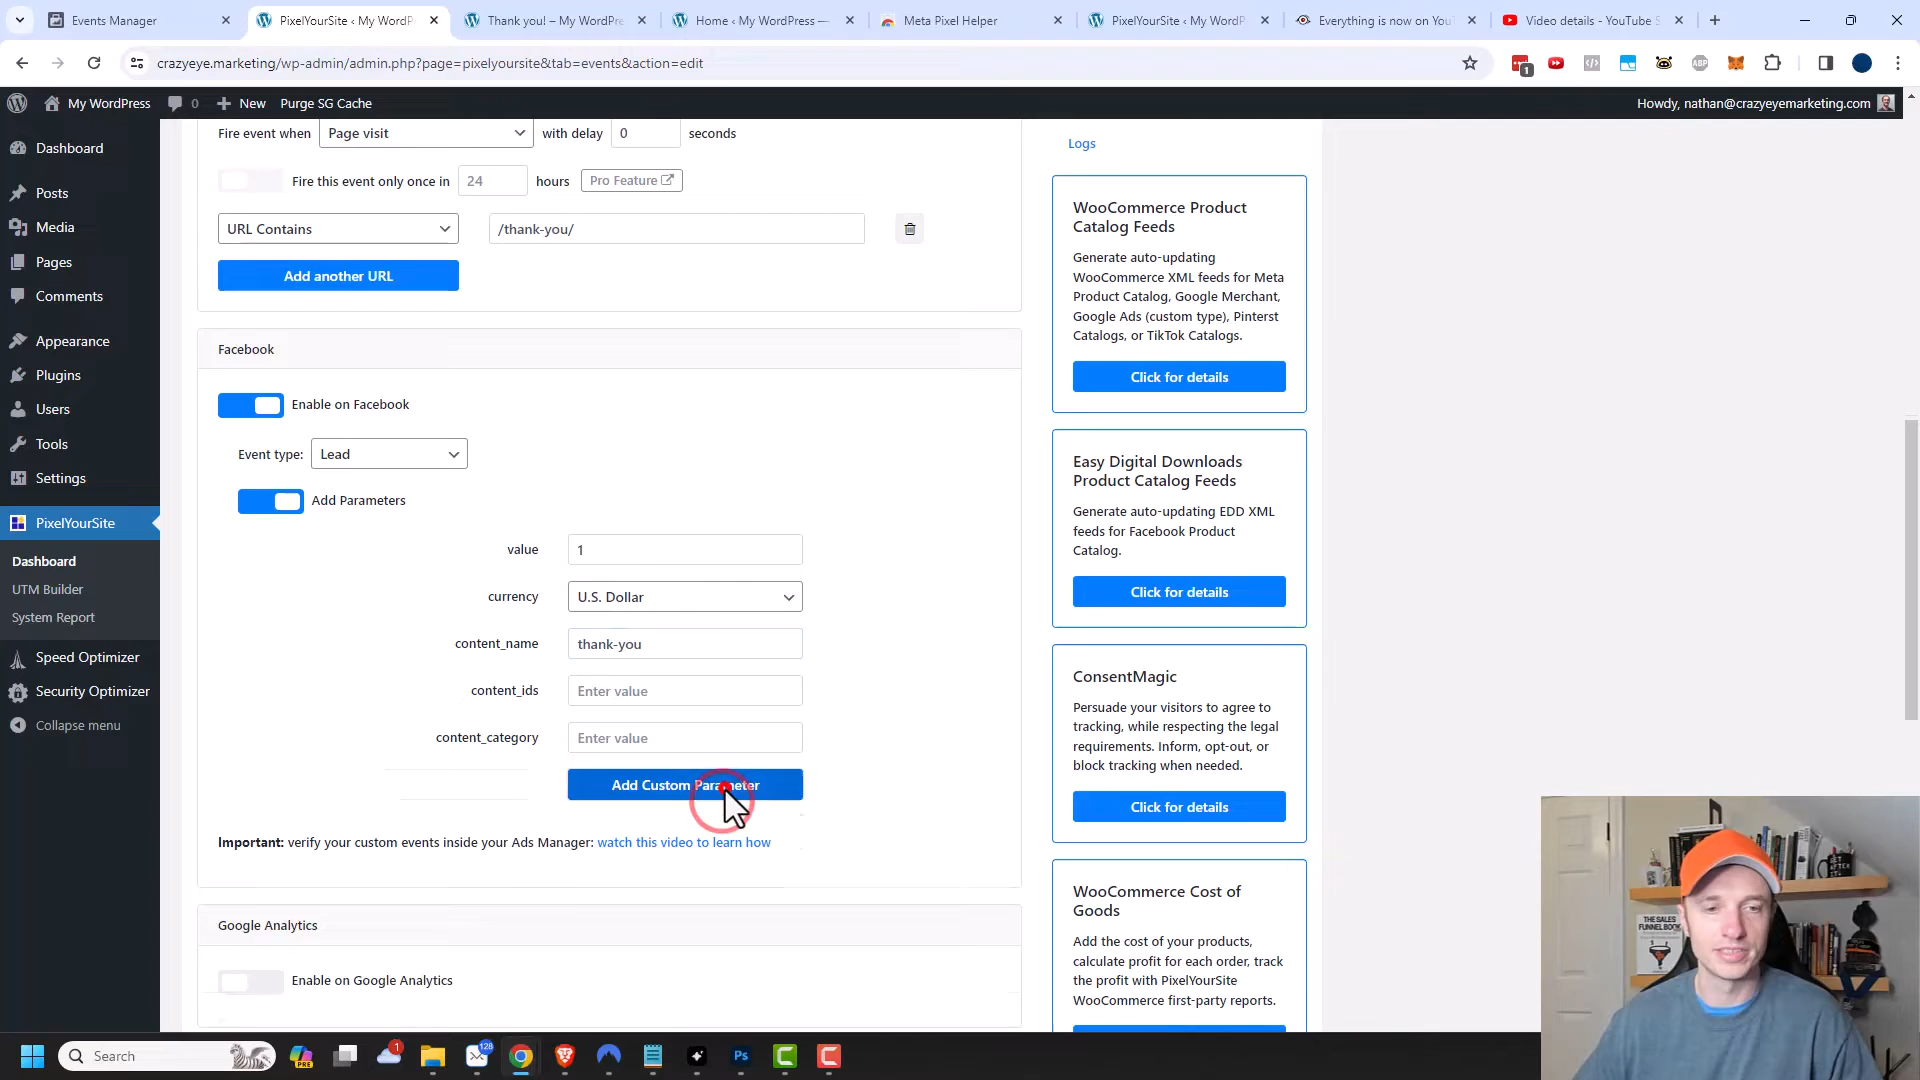 Events Manager
PixelYourSite ‹ My WordP
Thank you! – My WordPre
Home ‹ My WordPress —
Meta Pixel Helper
PixelYourSite ‹ My WordP
Everything is now on You
Video details - YouTube S
crazyeye.marketing/wp-admin/admin.php?page=pixelyoursite&tab=events&action=edit
1
ABP
My WordPress
0
New
Purge SG Cache
Howdy, nathan@crazyeyemarketing.com
Dashboard
Posts
Media
Pages
Comments
Appearance
Plugins
Users
Tools
Settings
PixelYourSite
Dashboard
UTM Builder
System Report
Speed Optimizer
Security Optimizer
Collapse menu
Fire event when
Page visit
with delay
0
seconds
Fire this event only once in
24
hours
Pro Feature
URL Contains
/thank-you/
Add another URL
Facebook
Enable on Facebook
Event type:
Lead
Add Parameters
value
1
currency
U.S. Dollar
content_name
thank-you
content_ids
Enter value
content_category
Enter value
Add Custom Parameter
Important: verify your custom events inside your Ads Manager: watch this video to learn how
Google Analytics
Enable on Google Analytics
Logs
WooCommerce Product
Catalog Feeds
Generate auto-updating
WooCommerce XML feeds for Meta
Product Catalog, Google Merchant,
Google Ads (custom type), Pinterst
Catalogs, or TikTok Catalogs.
Click for details
Easy Digital Downloads
Product Catalog Feeds
Generate auto-updating EDD XML
feeds for Facebook Product
Catalog.
Click for details
ConsentMagic
Persuade your visitors to agree to
tracking, while respecting the legal
requirements. Inform, opt-out, or
block tracking when needed.
Click for details
WooCommerce Cost of
Goods
Add the cost of your products,
calculate profit for each order, track
the profit with PixelYourSite
WooCommerce first-party reports.
THE SALES
FUNNEL BOOK
Search
PRE
1
128
Ps